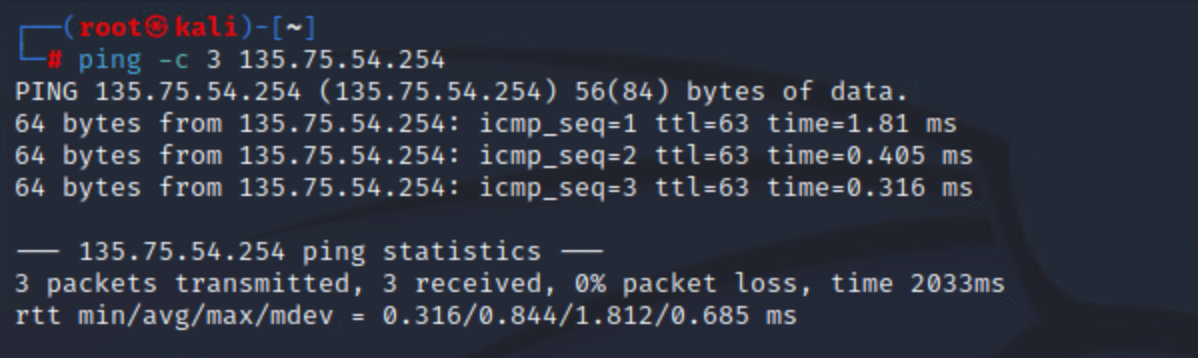 ┌──(root㉿kali)-[~]
└─# ping -c 3 135.75.54.254
PING 135.75.54.254 (135.75.54.254) 56(84) bytes of data.
64 bytes from 135.75.54.254: icmp_seq=1 ttl=63 time=1.81 ms
64 bytes from 135.75.54.254: icmp_seq=2 ttl=63 time=0.405 ms
64 bytes from 135.75.54.254: icmp_seq=3 ttl=63 time=0.316 ms

--- 135.75.54.254 ping statistics ---
3 packets transmitted, 3 received, 0% packet loss, time 2033ms
rtt min/avg/max/mdev = 0.316/0.844/1.812/0.685 ms